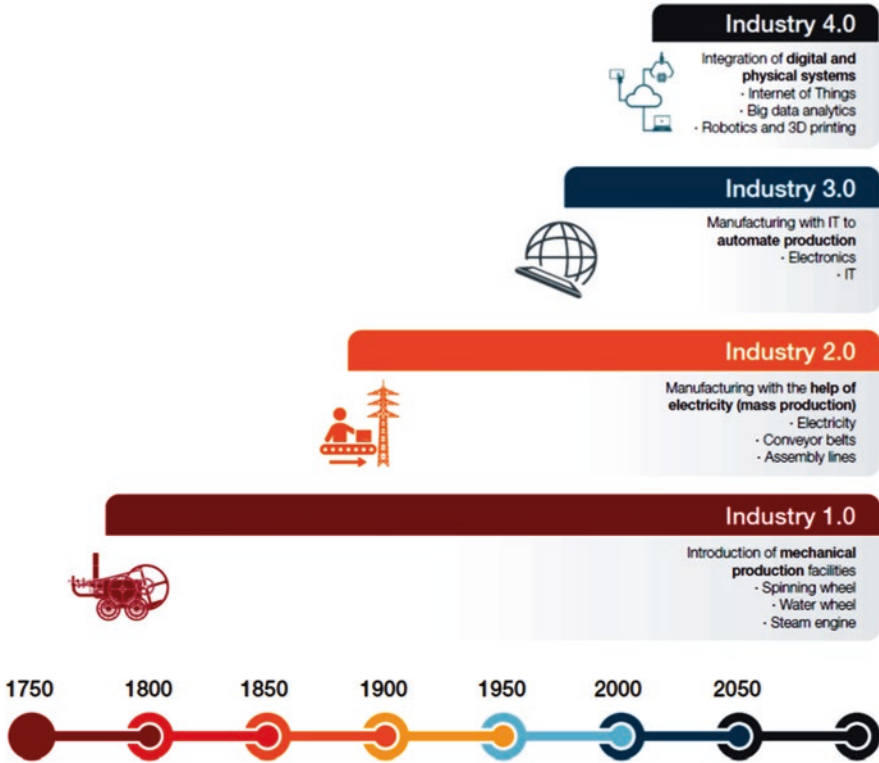 Industry 4.0
Integration of digital and
physical systems
· Internet of Things
· Big data analytics
· Robotics and 3D printing
Industry 3.0
Manufacturing with IT to
automate production
· Electronics
· IT
Industry 2.0
Manufacturing with the help of
electricity (mass production)
· Electricity
· Conveyor belts
· Assembly lines
Industry 1.0
Introduction of mechanical
production facilities
· Spinning wheel
· Water wheel
· Steam engine
1750 1800 1850 1900 1950 2000 2050